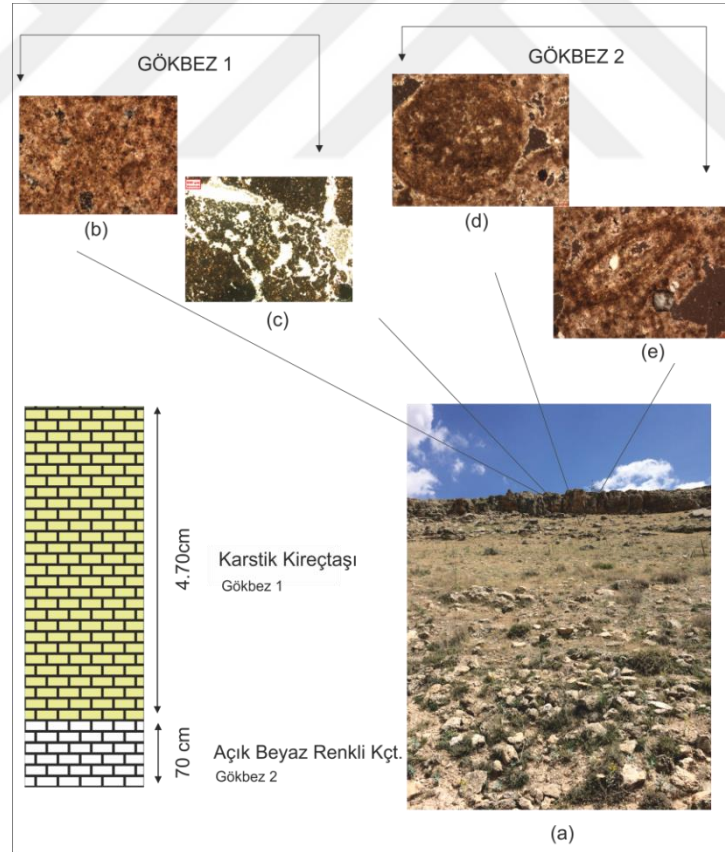 GÖKBEZ 1
GÖKBEZ 2
(b)
(c)
(d)
(e)
4.70cm
Karstik Kireçtaşı
Gökbez 1
70 cm
Açık Beyaz Renkli Kçt.
Gökbez 2
(a)